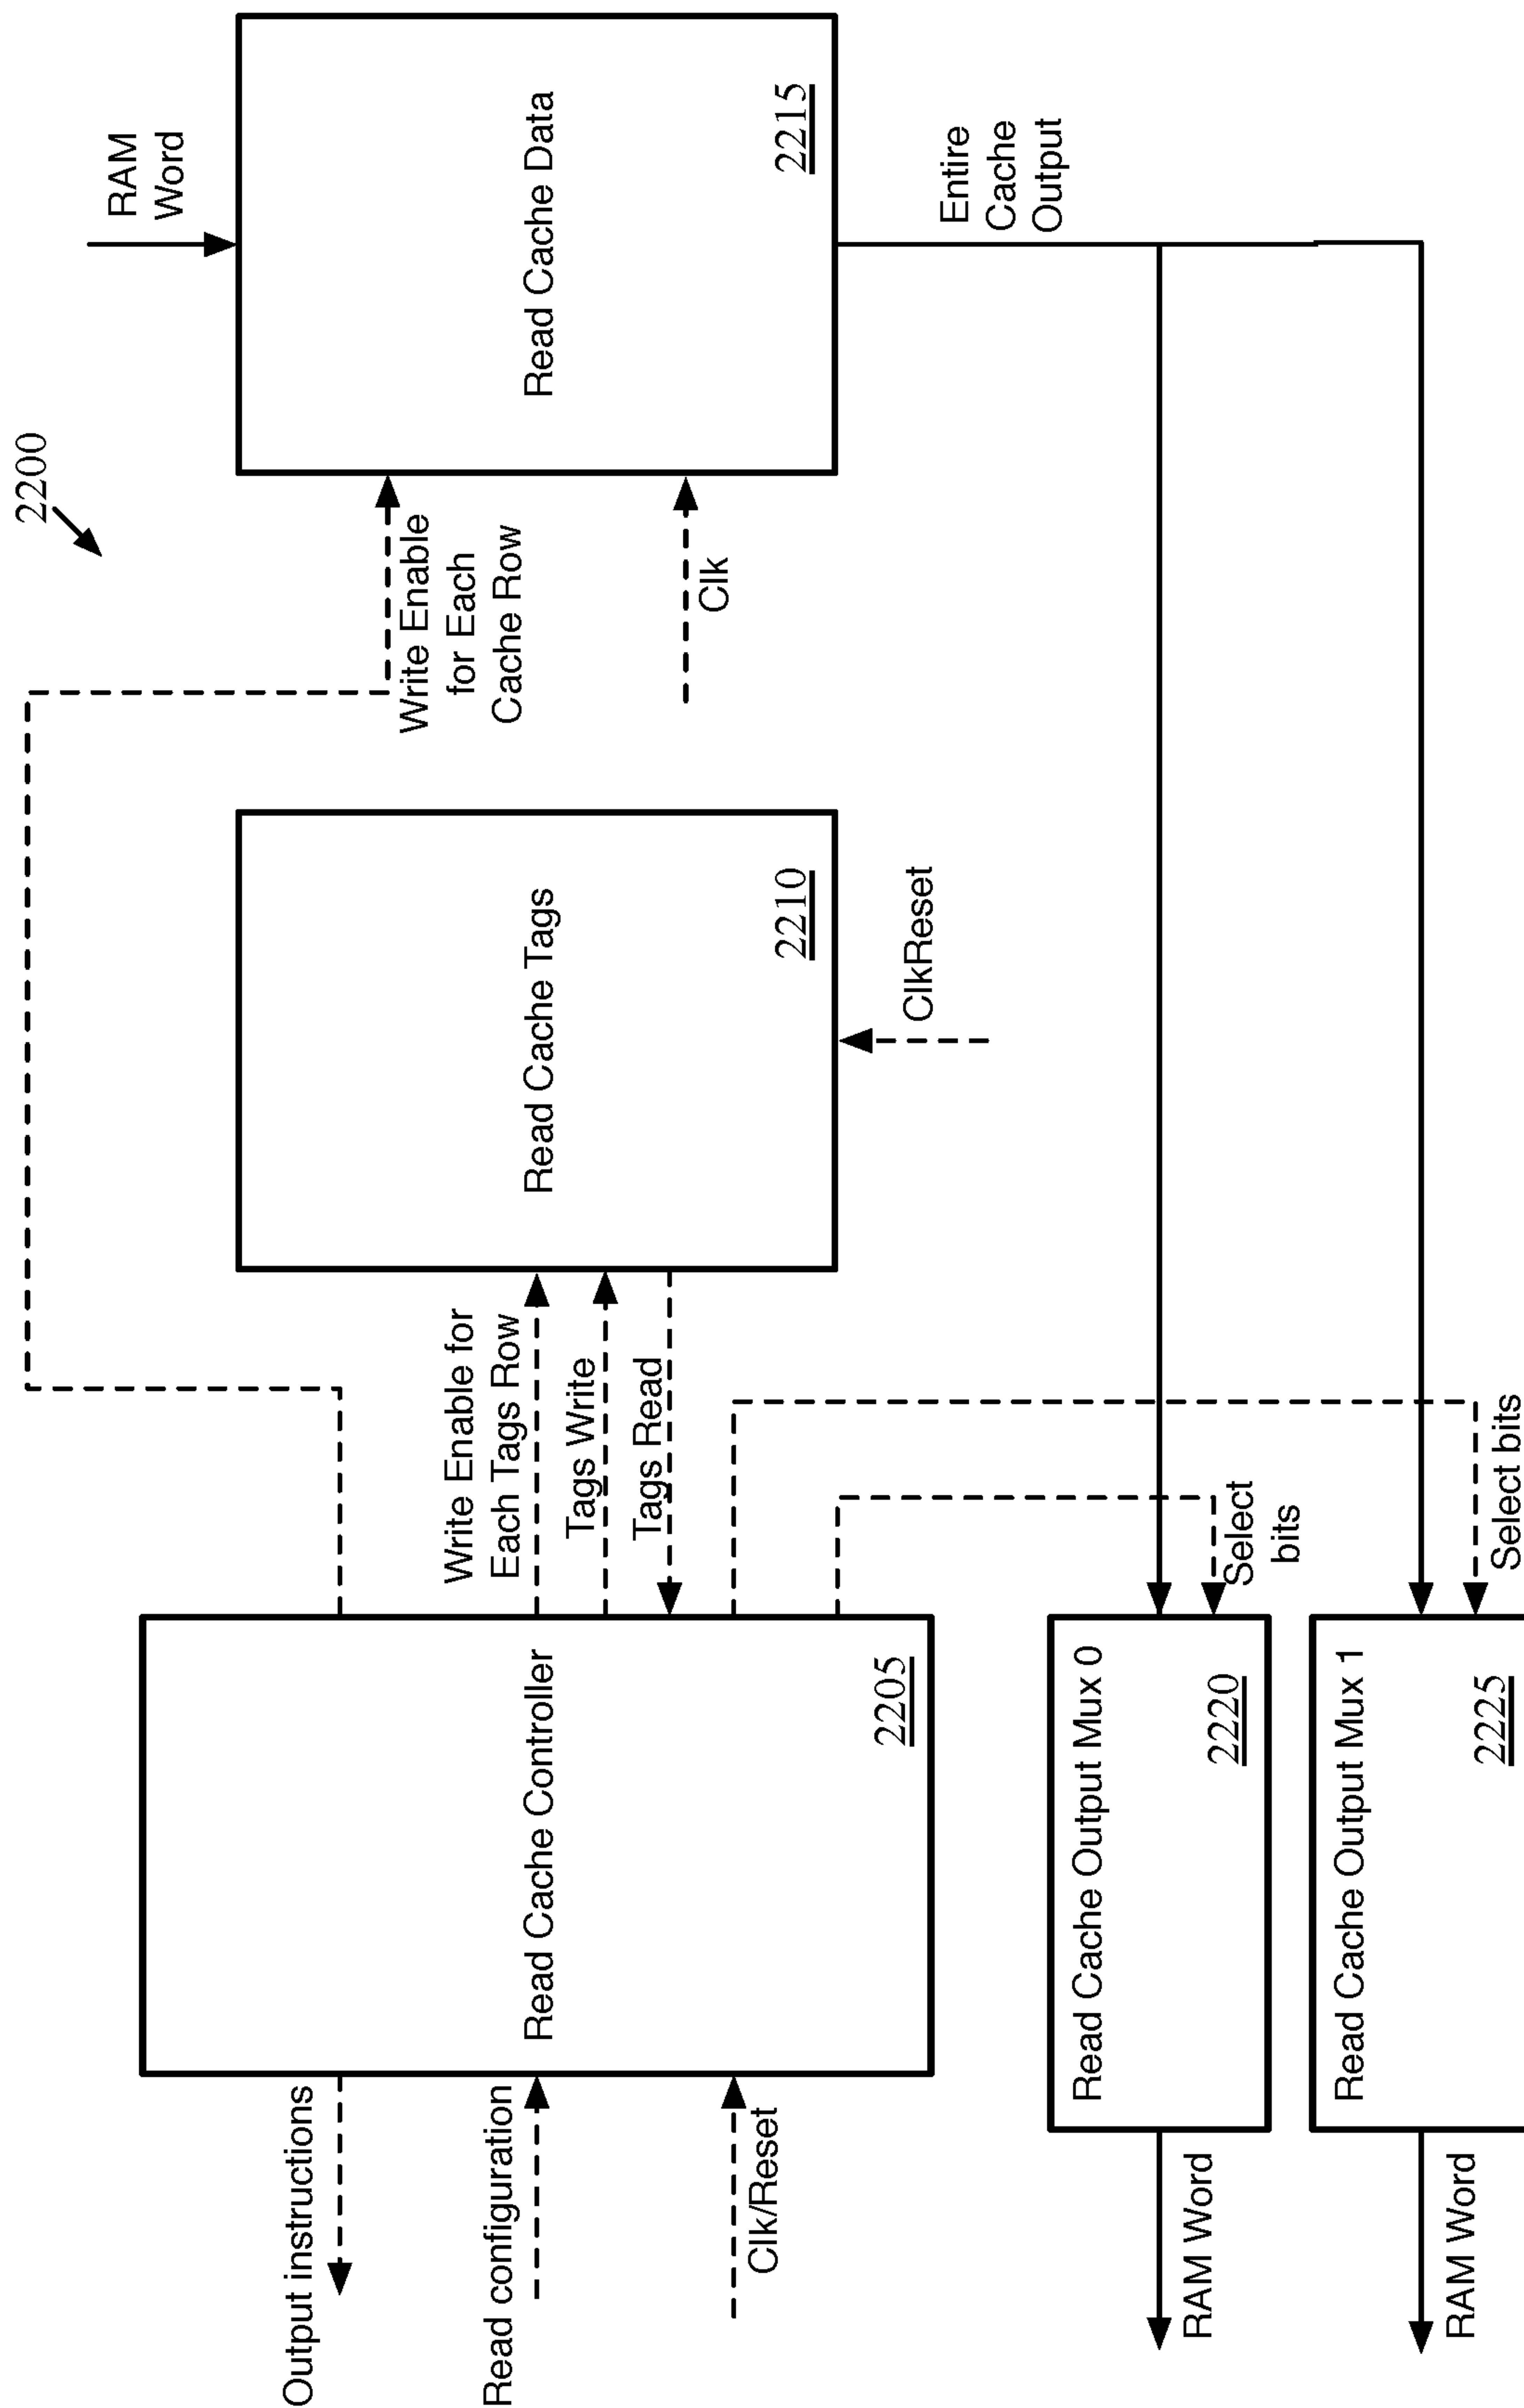 2200
RAM
Word
Read Cache Data
2215
Write Enable
for Each
Cache Row
Clk
Entire
Cache
Output
Read Cache Tags
2210
ClkReset
Write Enable for
Each Tags Row
Tags Write
Tags Read
Read Cache Controller
2205
Output instructions
Read configuration
Clk/Reset
Select
bits
Select bits
Read Cache Output Mux 0
2220
Read Cache Output Mux 1
2225
RAM Word
RAM Word